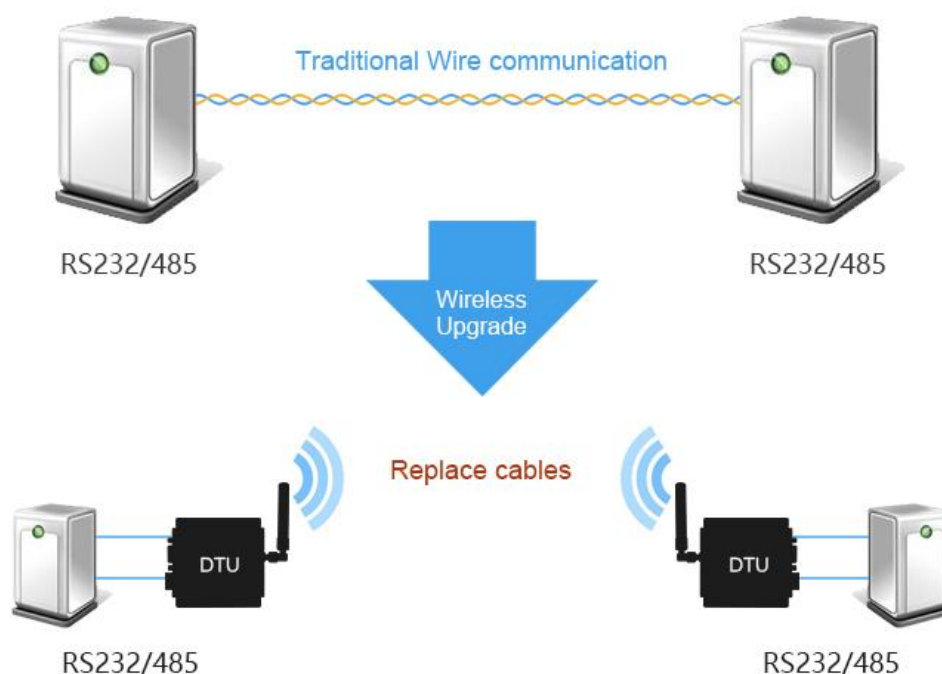 Traditional Wire communication
RS232/485
RS232/485
Wireless
Upgrade
Replace cables
DTU
DTU
RS232/485
RS232/485